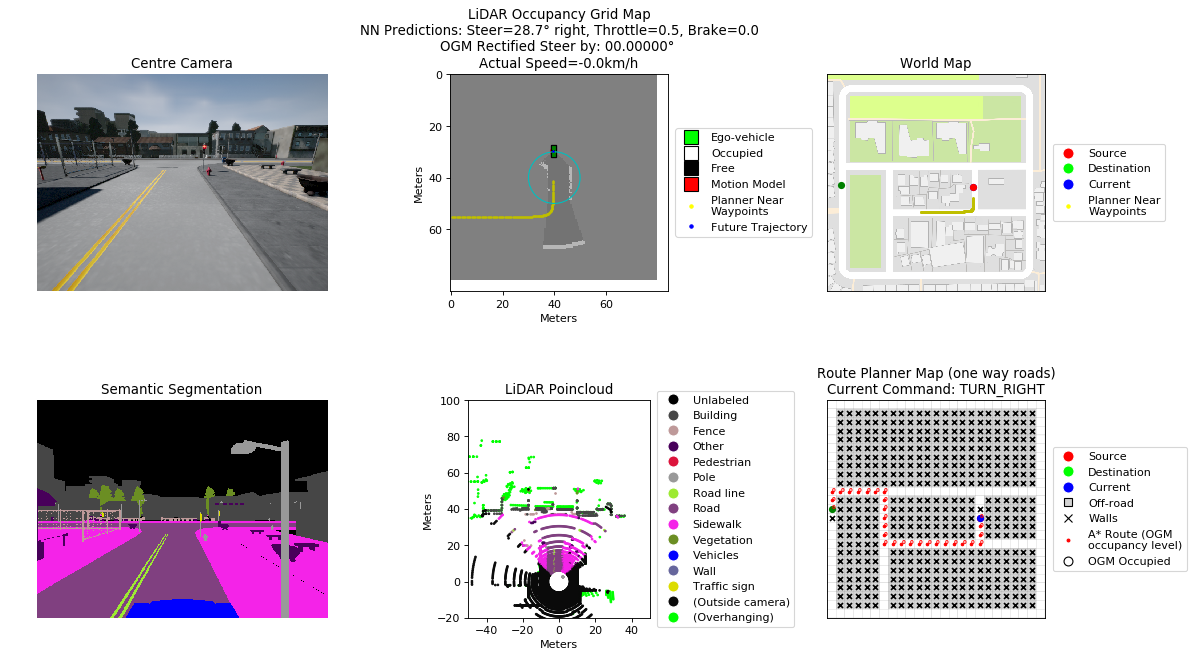 LiDAR Occupancy Grid Map
NN Predictions: Steer=28.7° right, Throttle=0.5, Brake=0.0
OGM Rectified Steer by: 00.00000°
Actual Speed=-0.0km/h
Centre Camera
World Map
0
20
40
60
Meters
0
20
40
60
Meters
Ego-vehicle
Occupied
Free
Motion Model
Planner Near
Waypoints
Future Trajectory
Source
Destination
Current
Planner Near
Waypoints
Semantic Segmentation
LiDAR Poincloud
Route Planner Map (one way roads)
Current Command: TURN_RIGHT
100
80
60
40
20
0
−20
Meters
−40
−20
0
20
40
Meters
Unlabeled
Building
Fence
Other
Pedestrian
Pole
Road line
Road
Sidewalk
Vegetation
Vehicles
Wall
Traffic sign
(Outside camera)
(Overhanging)
Source
Destination
Current
Off-road
Walls
A* Route (OGM
occupancy level)
OGM Occupied